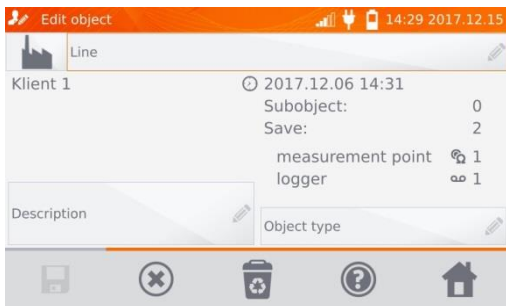 Edit object
14:29 2017.12.15
Line
Klient 1
2017.12.06 14:31
Subobject: 0
Save: 2
measurement point 1
logger 1
Description
Object type
?